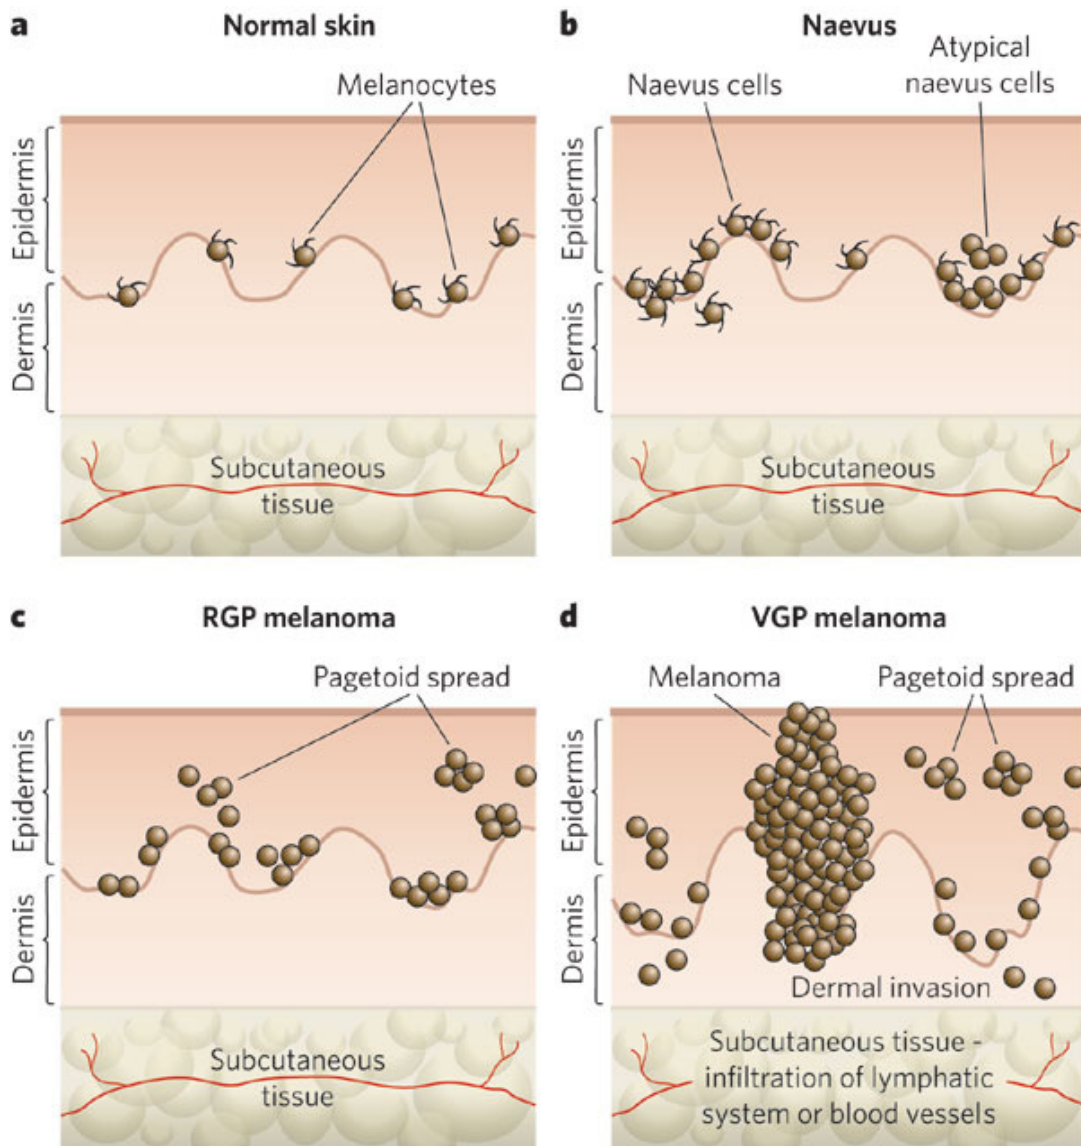 a Normal skin
Melanocytes
Epidermis
Dermis
Subcutaneous
tissue
b Naevus
Naevus cells
Atypical
naevus cells
Epidermis
Dermis
Subcutaneous
tissue
c RGP melanoma
Pagetoid spread
Epidermis
Dermis
Subcutaneous
tissue
d VGP melanoma
Melanoma
Pagetoid spread
Epidermis
Dermis
Dermal invasion
Subcutaneous tissue -
infiltration of lymphatic
system or blood vessels